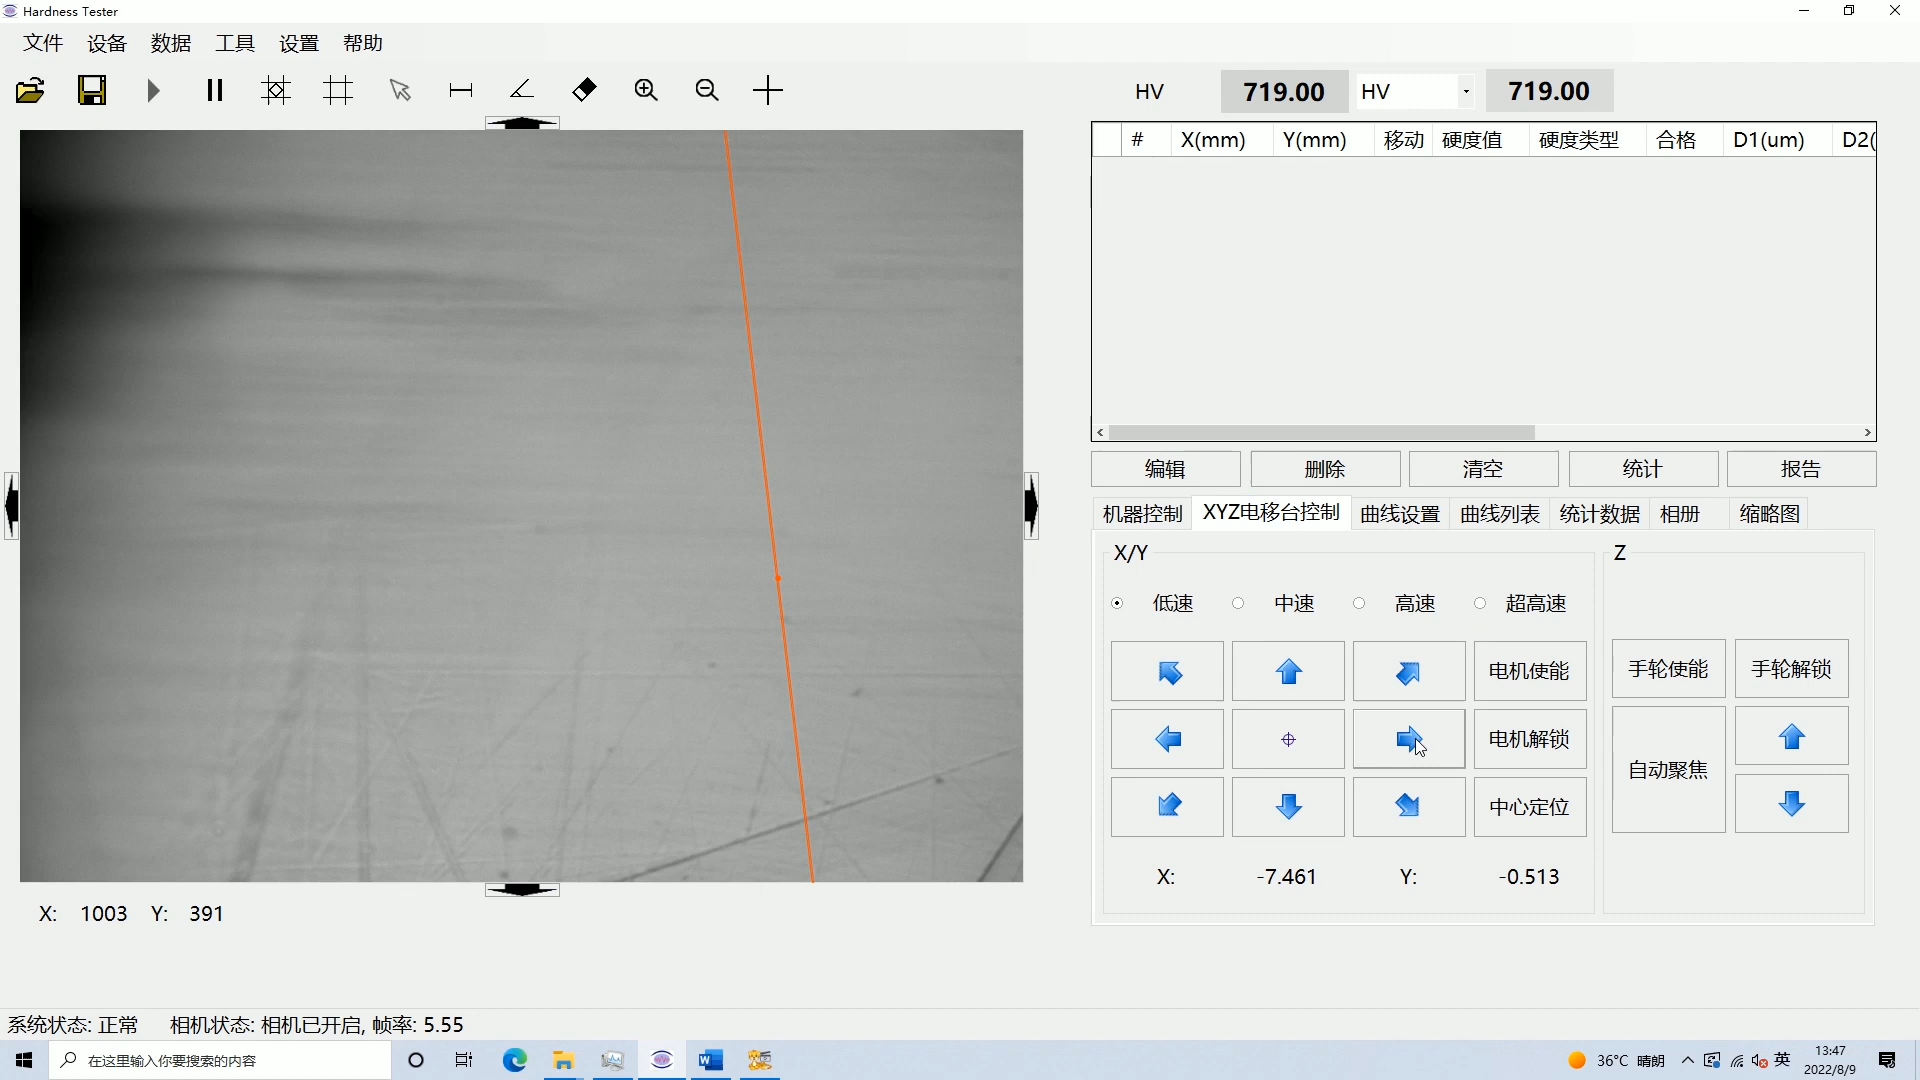 Hardness Tester
文件 设备 数据 工具 设置 帮助
HV 719.00 HV 719.00
# X(mm) Y(mm) 移动 硬度值 硬度类型 合格 D1(um) D2(
编辑 删除 清空 统计 报告
机器控制 XYZ电移台控制 曲线设置 曲线列表 统计数据 相册 缩略图
X/Y Z
低速 中速 高速 超高速
电机使能 手轮使能 手轮解锁
电机解锁
自动聚焦
中心定位
X: -7.461 Y: -0.513
X: 1003 Y: 391
系统状态: 正常 相机状态: 相机已开启, 帧率: 5.55
在这里输入你要搜索的内容
36°C 晴朗 英 13:47
2022/8/9